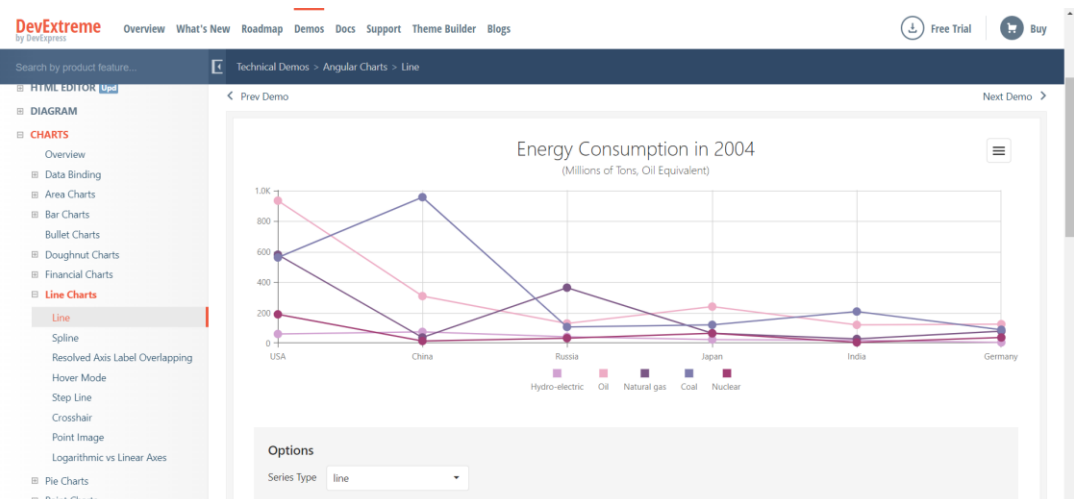 DevExtreme
by DevExpress
Overview What's New Roadmap Demos Docs Support Theme Builder Blogs
Free Trial
Buy
Search by product feature...
Technical Demos > Angular Charts > Line
HTML EDITOR Upd
DIAGRAM
CHARTS
Overview
Data Binding
Area Charts
Bar Charts
Bullet Charts
Doughnut Charts
Financial Charts
Line Charts
Line
Spline
Resolved Axis Label Overlapping
Hover Mode
Step Line
Crosshair
Point Image
Logarithmic vs Linear Axes
Pie Charts
Point Charts
Prev Demo
Next Demo
Energy Consumption in 2004
(Millions of Tons, Oil Equivalent)
1.0K
800
600
400
200
0
USA China Russia Japan India Germany
Hydro-electric Oil Natural gas Coal Nuclear
Options
Series Type line